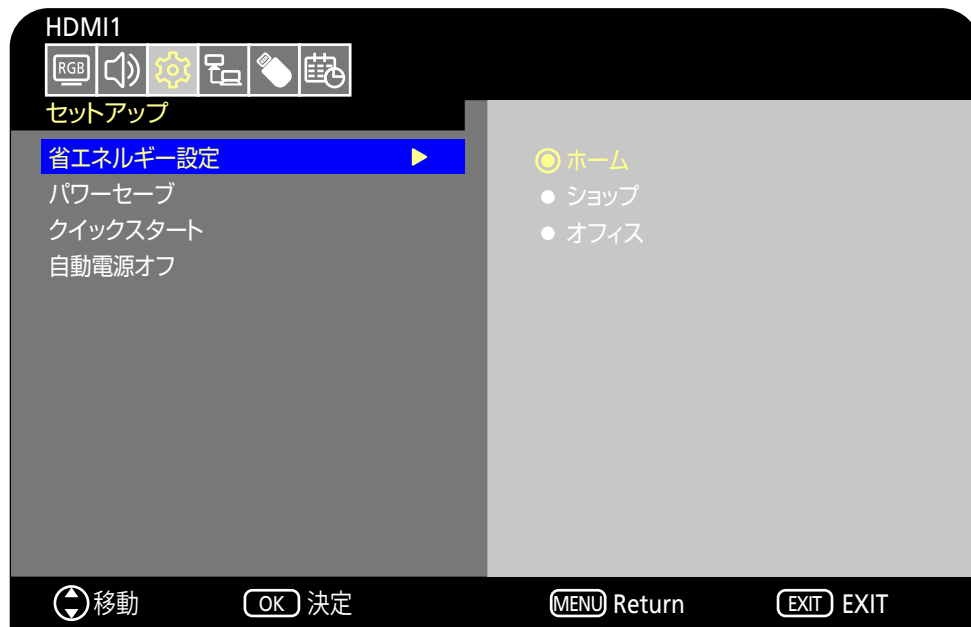 HDMI1
RGB
セットアップ
省エネルギー設定
パワーセーブ
クイックスタート
自動電源オフ
ホーム
ショップ
オフィス
移動 OK 決定 MENU Return EXIT EXIT